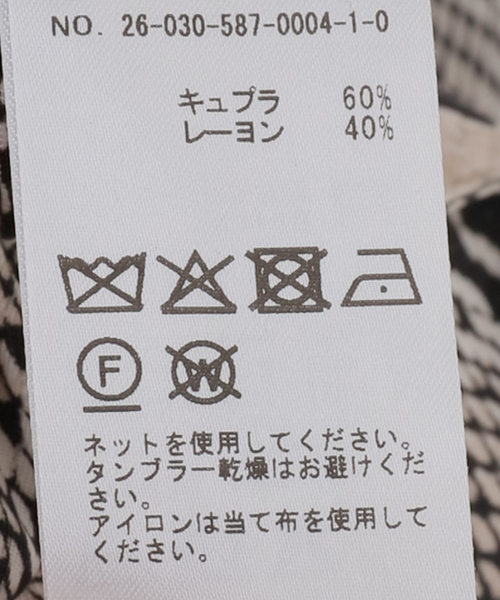 NO. 26-030-587-0004-1-0
キュプラ 60%
レーヨン 40%
F W
ネットを使用してください。
タンブラー乾燥はお避けくだ
さい。
アイロンは当て布を使用して
ください。